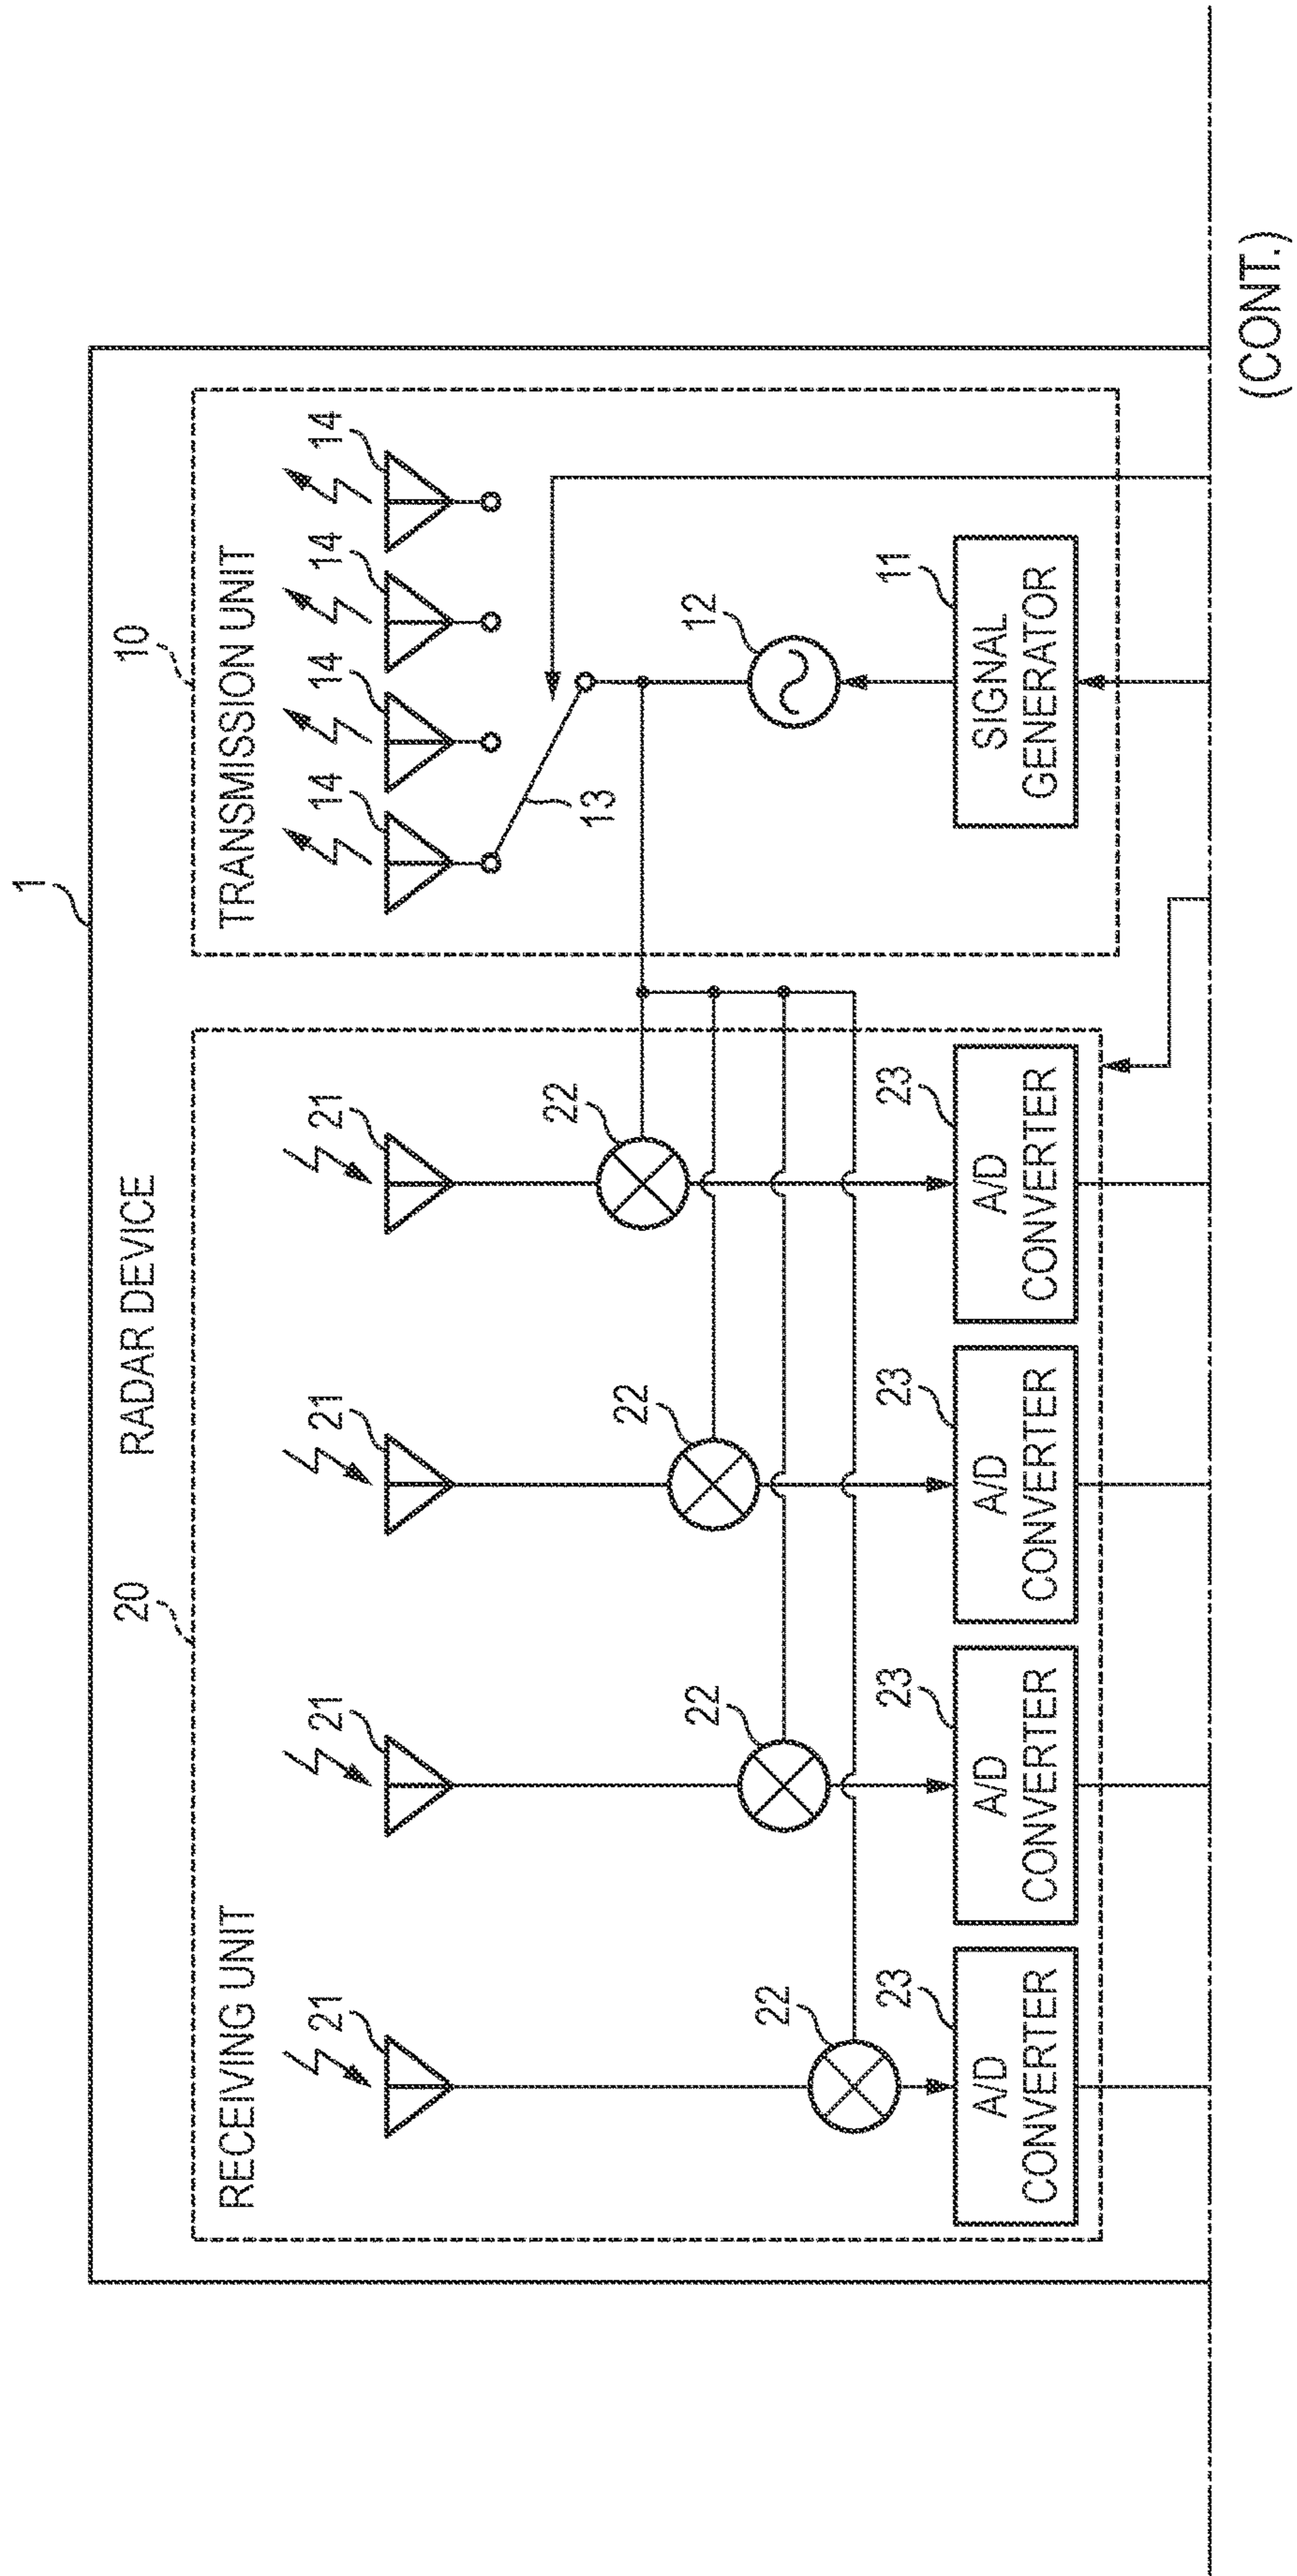 1
RADAR DEVICE
20
10
RECEIVING UNIT
TRANSMISSION UNIT
21
21
21
21
14
14
14
14
13
22
22
22
22
12
23
23
23
23
11
A/D
CONVERTER
A/D
CONVERTER
A/D
CONVERTER
A/D
CONVERTER
SIGNAL
GENERATOR
(CONT.)